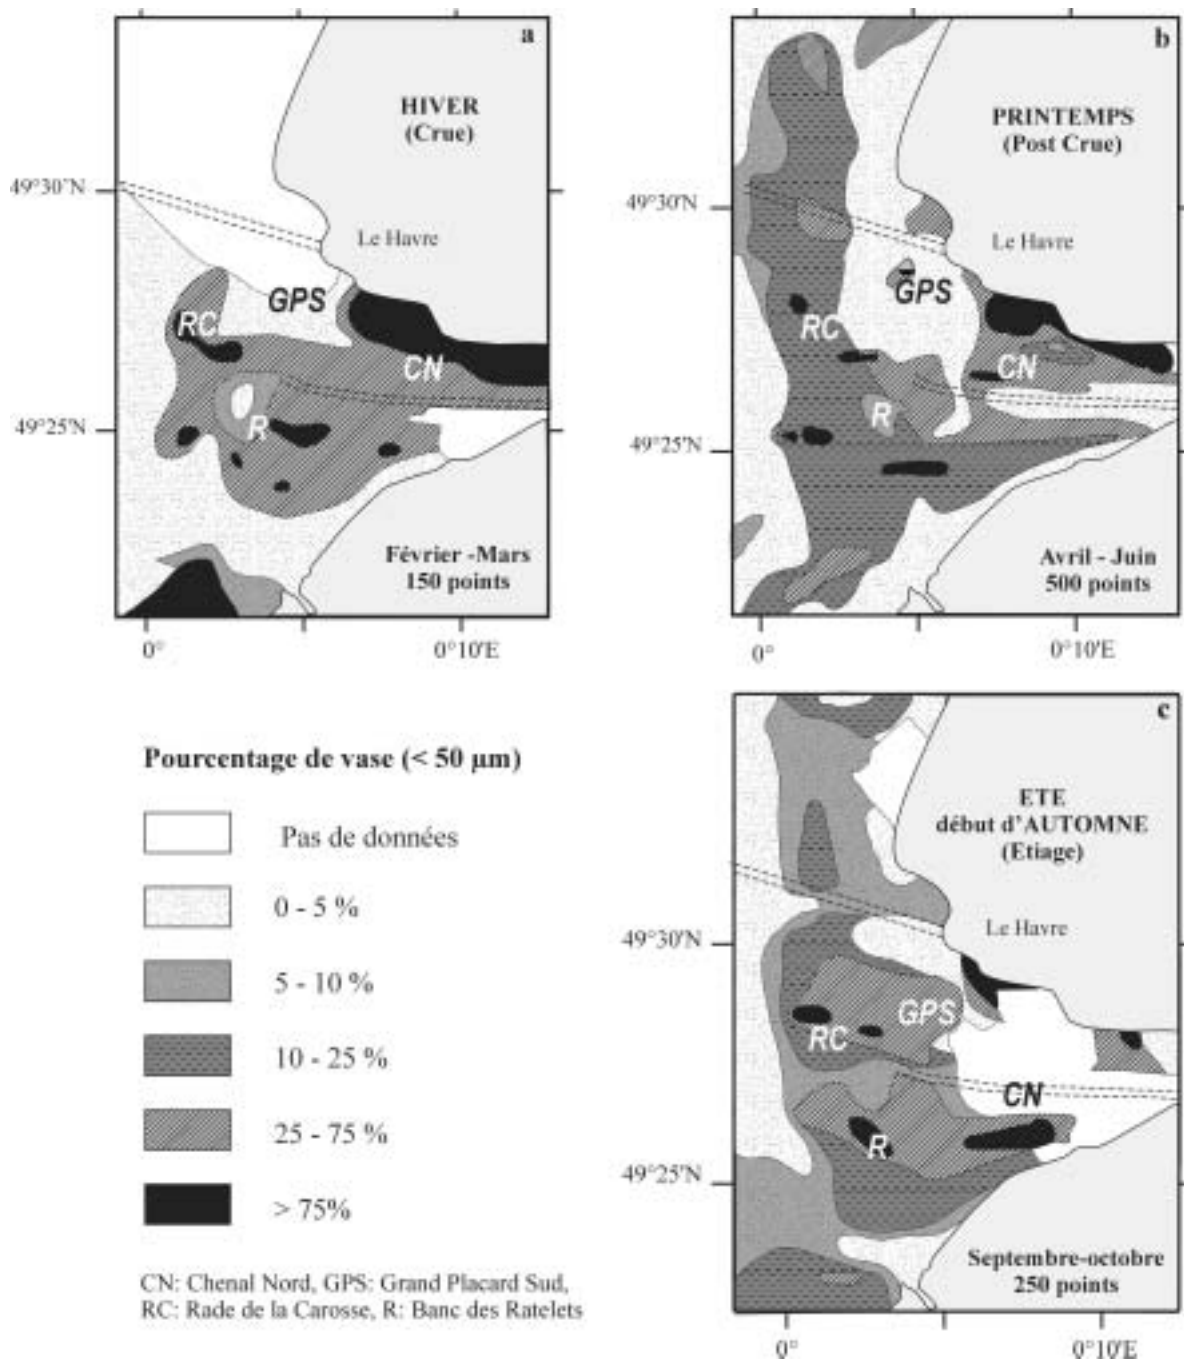 a
HIVER
(Crue)
49°30'N
Le Havre
GPS
RC
CN
R
49°25'N
Février -Mars
150 points
0°
0°10'E
b
PRINTEMPS
(Post Crue)
49°30'N
Le Havre
GPS
RC
CN
R
49°25'N
Avril - Juin
500 points
0°
0°10'E
Pourcentage de vase (< 50 µm)
Pas de données
0 - 5 %
5 - 10 %
10 - 25 %
25 - 75 %
> 75%
CN: Chenal Nord, GPS: Grand Placard Sud,
RC: Rade de la Carosse, R: Banc des Ratelets
c
ETE
début d'AUTOMNE
(Etiage)
49°30'N
Le Havre
GPS
RC
CN
R
49°25'N
Septembre-octobre
250 points
0°
0°10'E